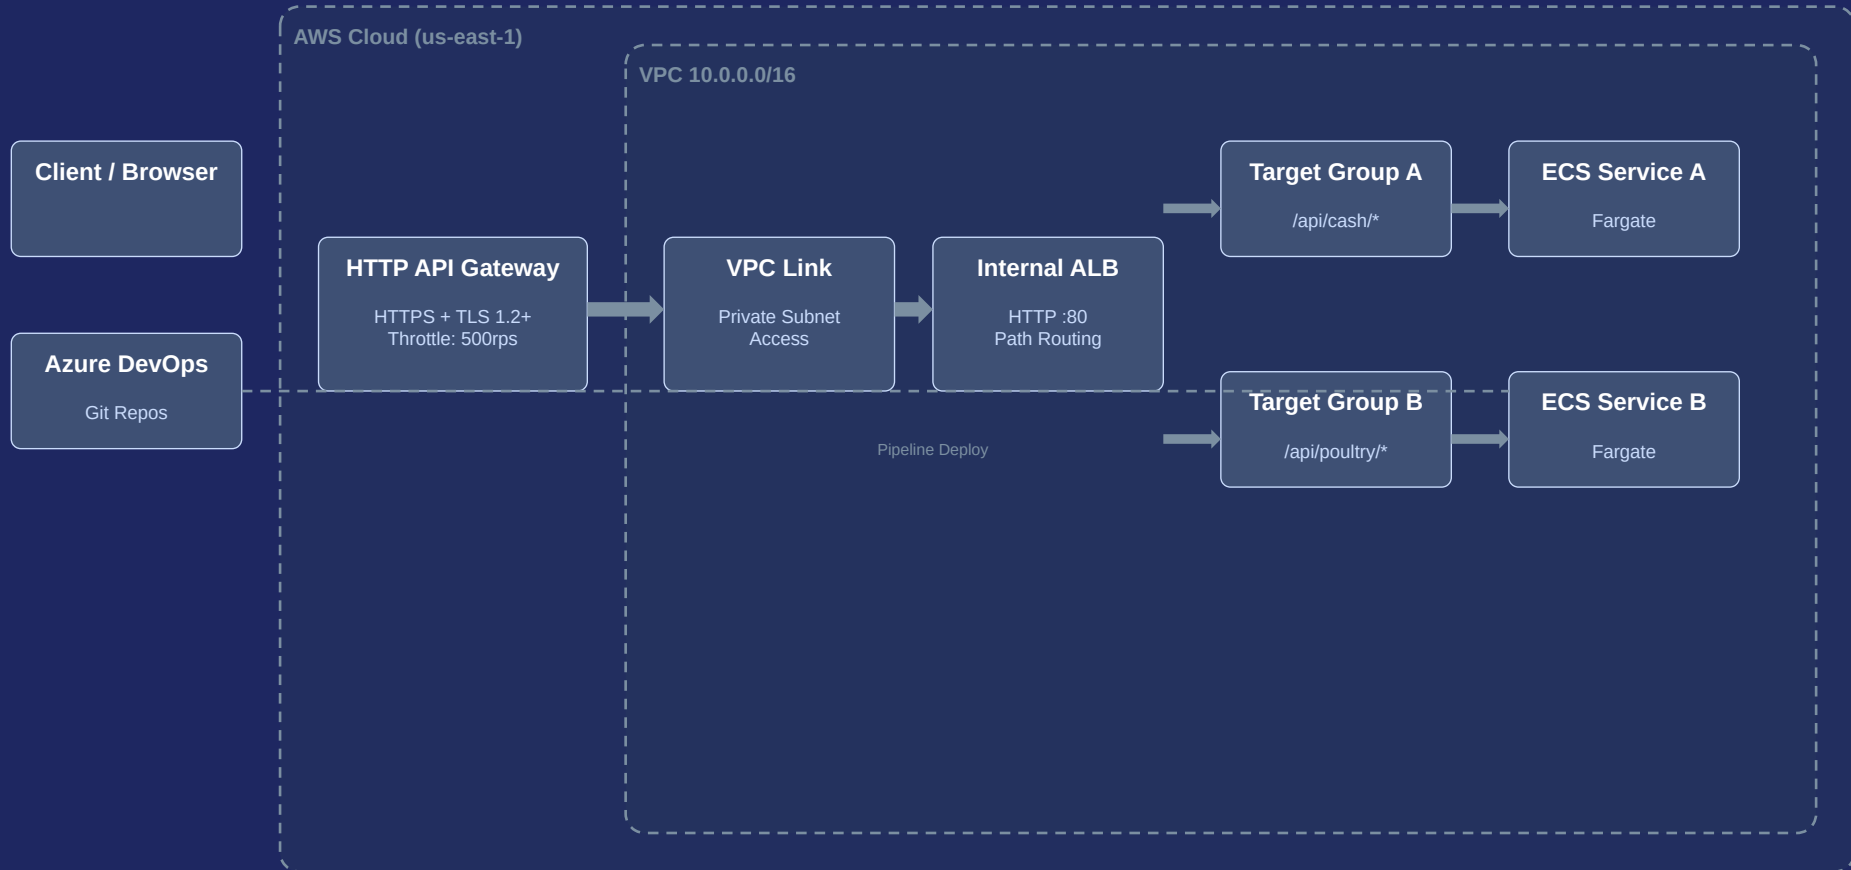 AWS Cloud (us-east-1)
VPC 10.0.0.0/16
Client / Browser
Azure DevOps
Git Repos
HTTP API Gateway
HTTPS + TLS 1.2+
Throttle: 500rps
VPC Link
Private Subnet
Access
Internal ALB
HTTP :80
Path Routing
Target Group A
/api/cash/*
ECS Service A
Fargate
Target Group B
/api/poultry/*
ECS Service B
Fargate
Pipeline Deploy